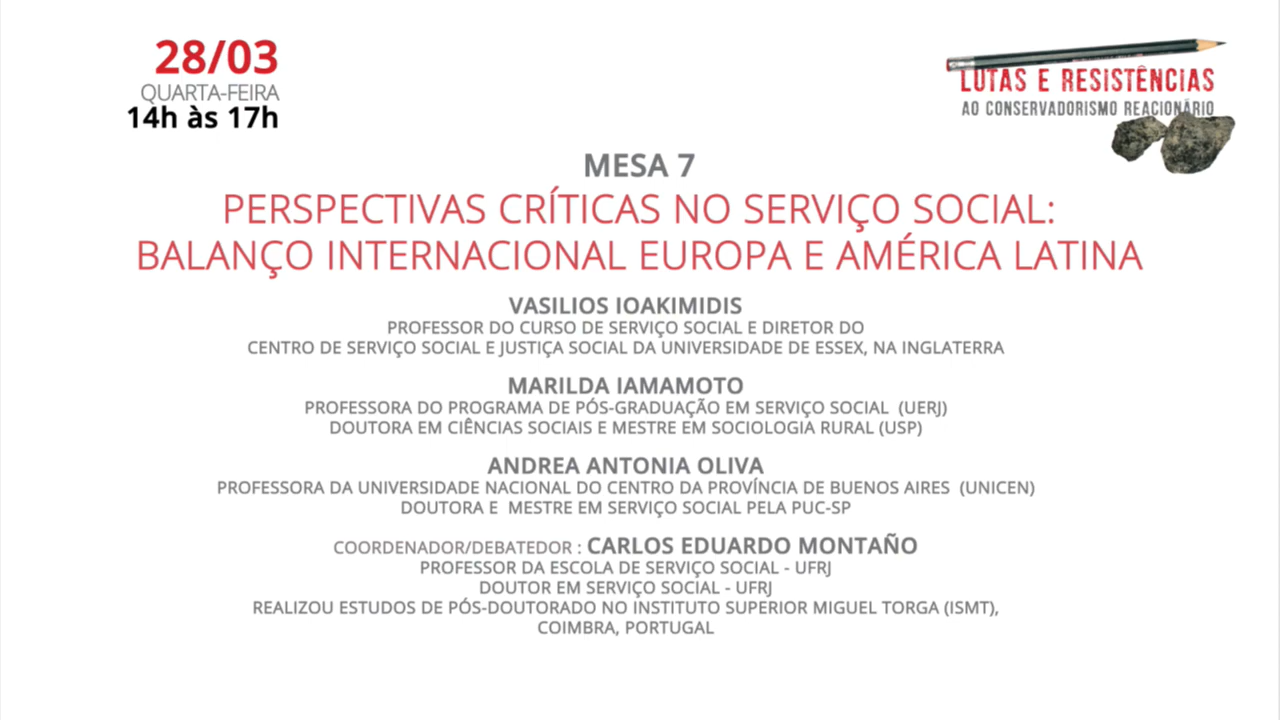 28/03
QUARTA-FEIRA
14h às 17h
LUTAS E RESISTÊNCIAS
AO CONSERVADORISMO REACIONÁRIO
MESA 7
PERSPECTIVAS CRÍTICAS NO SERVIÇO SOCIAL:
BALANÇO INTERNACIONAL EUROPA E AMÉRICA LATINA
VASILIOS IOAKIMIDIS
PROFESSOR DO CURSO DE SERVIÇO SOCIAL E DIRETOR DO
CENTRO DE SERVIÇO SOCIAL E JUSTIÇA SOCIAL DA UNIVERSIDADE DE ESSEX, NA INGLATERRA
MARILDA IAMAMOTO
PROFESSORA DO PROGRAMA DE PÓS-GRADUAÇÃO EM SERVIÇO SOCIAL (UERJ)
DOUTORA EM CIÊNCIAS SOCIAIS E MESTRE EM SOCIOLOGIA RURAL (USP)
ANDREA ANTONIA OLIVA
PROFESSORA DA UNIVERSIDADE NACIONAL DO CENTRO DA PROVÍNCIA DE BUENOS AIRES (UNICEN)
DOUTORA E MESTRE EM SERVIÇO SOCIAL PELA PUC-SP
COORDENADOR/DEBATEDOR : CARLOS EDUARDO MONTAÑO
PROFESSOR DA ESCOLA DE SERVIÇO SOCIAL - UFRJ
DOUTOR EM SERVIÇO SOCIAL - UFRJ
REALIZOU ESTUDOS DE PÓS-DOUTORADO NO INSTITUTO SUPERIOR MIGUEL TORGA (ISMT),
COIMBRA, PORTUGAL